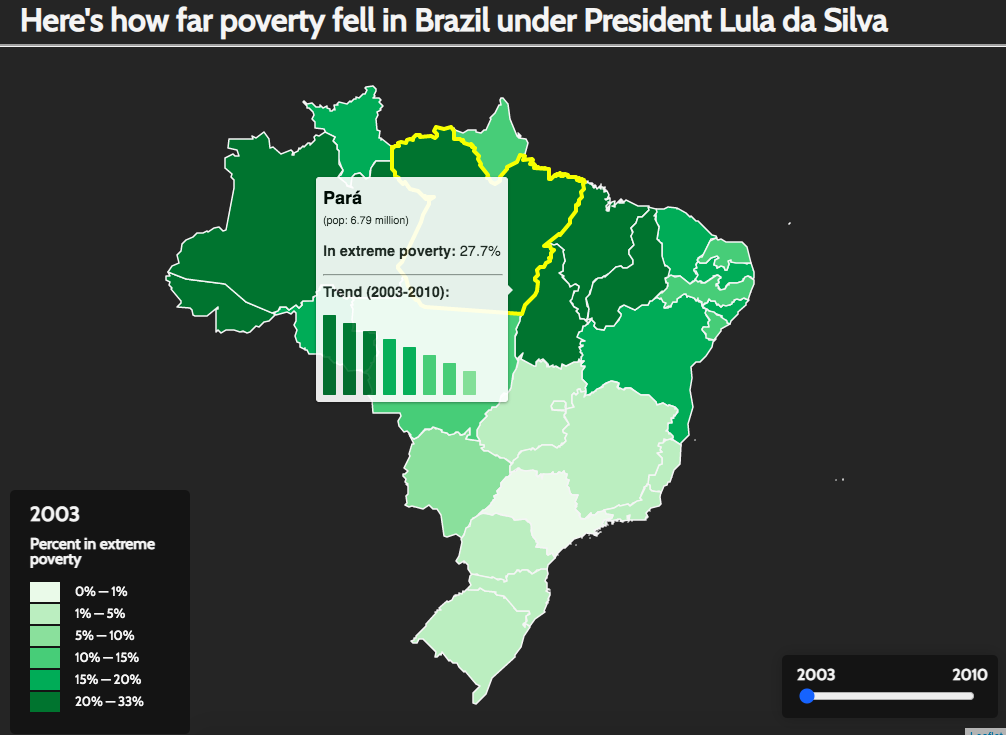 Here's how far poverty fell in Brazil under President Lula da Silva
Pará
(pop: 6.79 million)
In extreme poverty: 27.7%
Trend (2003-2010):
2003
Percent in extreme
poverty
0% — 1%
1% — 5%
5% — 10%
10% — 15%
15% — 20%
20% — 33%
2003 2010